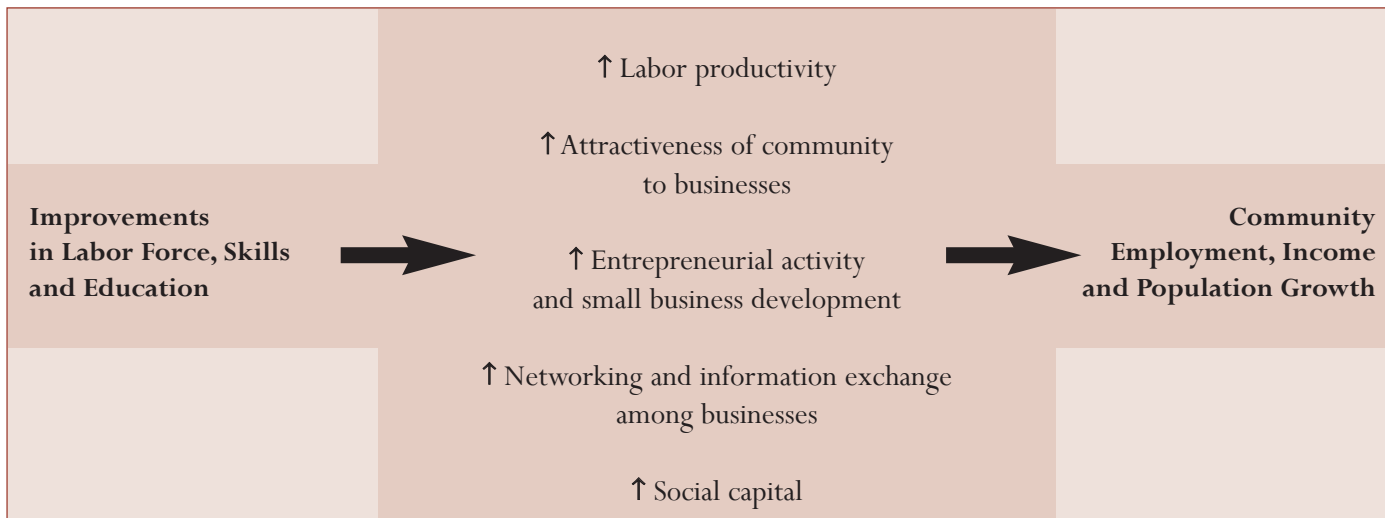 Improvements
in Labor Force, Skills
and Education
↑ Labor productivity
↑ Attractiveness of community
to businesses
↑ Entrepreneurial activity
and small business development
↑ Networking and information exchange
among businesses
↑ Social capital
Community
Employment, Income
and Population Growth